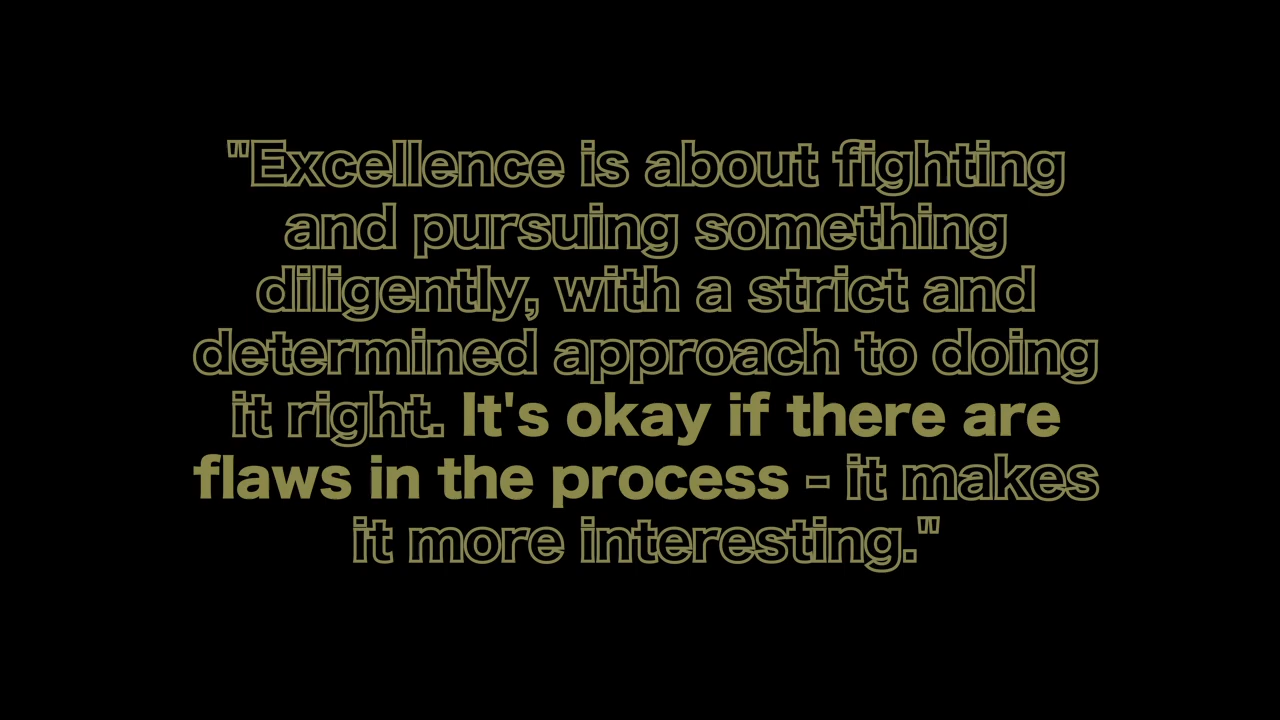 "Excellence is about fighting
and pursuing something
diligently, with a strict and
determined approach to doing
it right. It's okay if there are
flaws in the process - it makes
it more interesting."